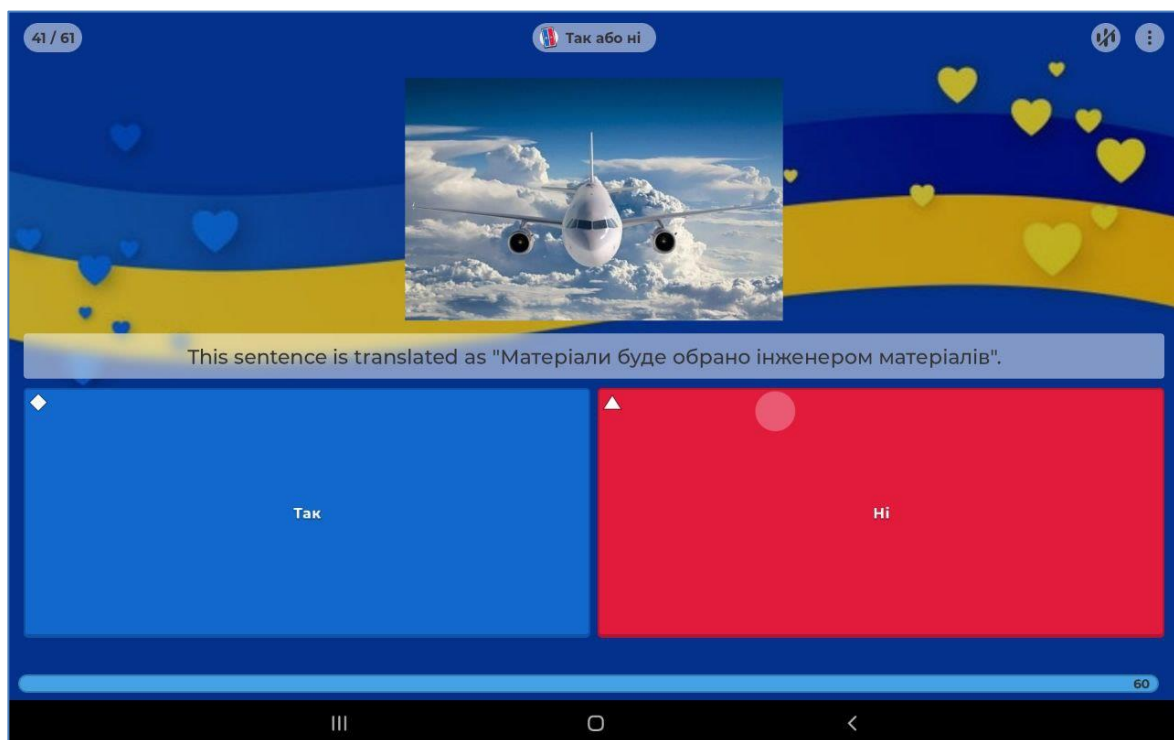 41 / 61
Так або ні
This sentence is translated as "Матеріали буде обрано інженером матеріалів".
Так
Ні
60